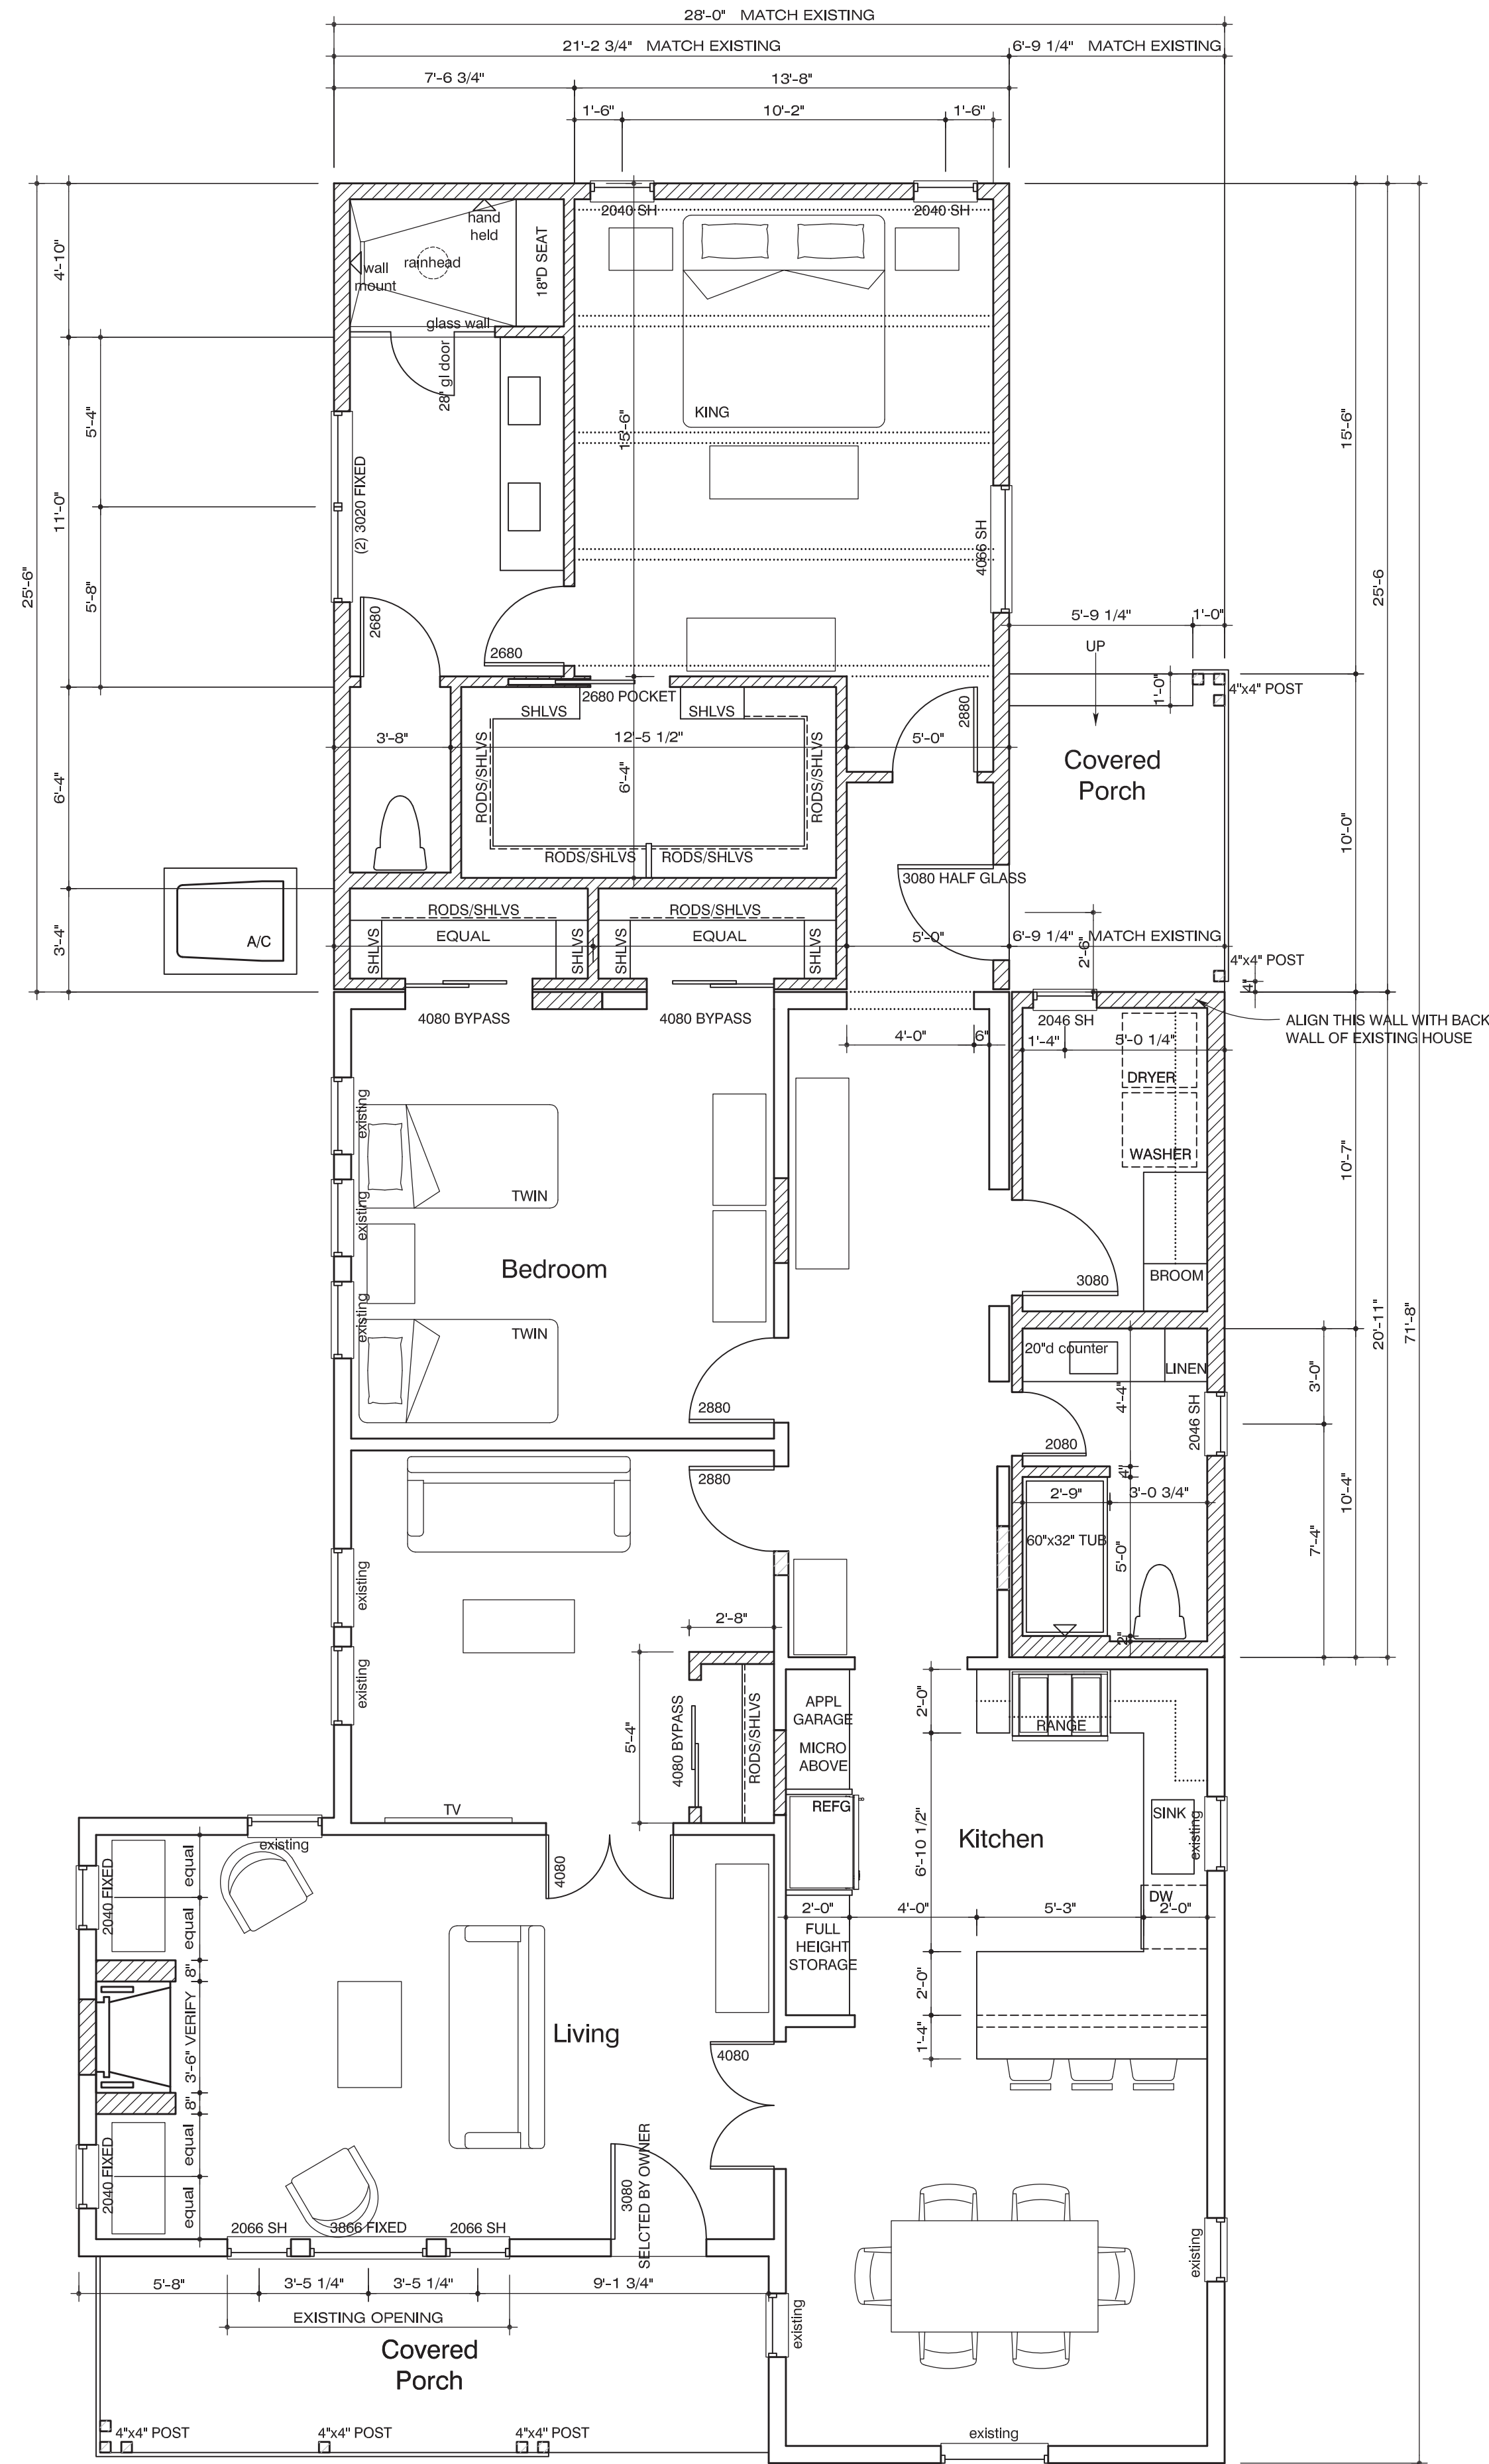 28'-0" MATCH EXISTING
21'-2 3/4" MATCH EXISTING
6'-9 1/4" MATCH EXISTING
7'-6 3/4"
13'-8"
1'-6"
10'-2"
1'-6"
2040 SH
2040 SH
hand
held
18"D SEAT
rainhead
wall
mount
glass wall
28" gl door
4'-10"
5'-4"
11'-0"
5'-8"
25'-6"
(2) 3020 FIXED
15'-6"
KING
4066 SH
15'-6"
25'-6
2680
2680
2680 POCKET
5'-9 1/4"
1'-0"
UP
1'-0"
4"x4" POST
SHLVS
SHLVS
2880
3'-8"
12'-5 1/2"
5'-0"
Covered
Porch
6'-4"
RODS/SHLVS
6'-4"
RODS/SHLVS
10'-0"
RODS/SHLVS
RODS/SHLVS
3080 HALF GLASS
A/C
3'-4"
RODS/SHLVS
RODS/SHLVS
SHLVS
EQUAL
SHLVS
SHLVS
EQUAL
SHLVS
5'-0"
6'-9 1/4" MATCH EXISTING
2'-6"
4"x4" POST
4"
4080 BYPASS
4080 BYPASS
2046 SH
ALIGN THIS WALL WITH BACK
WALL OF EXISTING HOUSE
4'-0"
6"
1'-4"
5'-0 1/4"
DRYER
WASHER
existing
TWIN
existing
10'-7"
Bedroom
3080
BROOM
existing
TWIN
20'-11"
71'-8"
20"d counter
LINEN
3'-0"
4'-4"
2880
2046 SH
2080
2880
4"
2'-9"
3'-0 3/4"
10'-4"
60"x32" TUB
5'-0"
7'-4"
existing
2'-8"
2"
existing
5'-4"
4080 BYPASS
RODS/SHLVS
APPL
GARAGE
MICRO
ABOVE
2'-0"
RANGE
TV
REFG
SINK
existing
existing
Kitchen
6'-10 1/2"
2040 FIXED
equal
4080
DW
equal
2'-0"
4'-0"
5'-3"
2'-0"
FULL
HEIGHT
STORAGE
8"
2'-0"
3'-6" VERIFY
Living
1'-4"
4080
8"
equal
2040 FIXED
equal
3080
SELCTED BY OWNER
2066 SH
3866 FIXED
2066 SH
existing
5'-8"
3'-5 1/4"
3'-5 1/4"
9'-1 3/4"
EXISTING OPENING
existing
Covered
Porch
4"x4" POST
4"x4" POST
4"x4" POST
existing